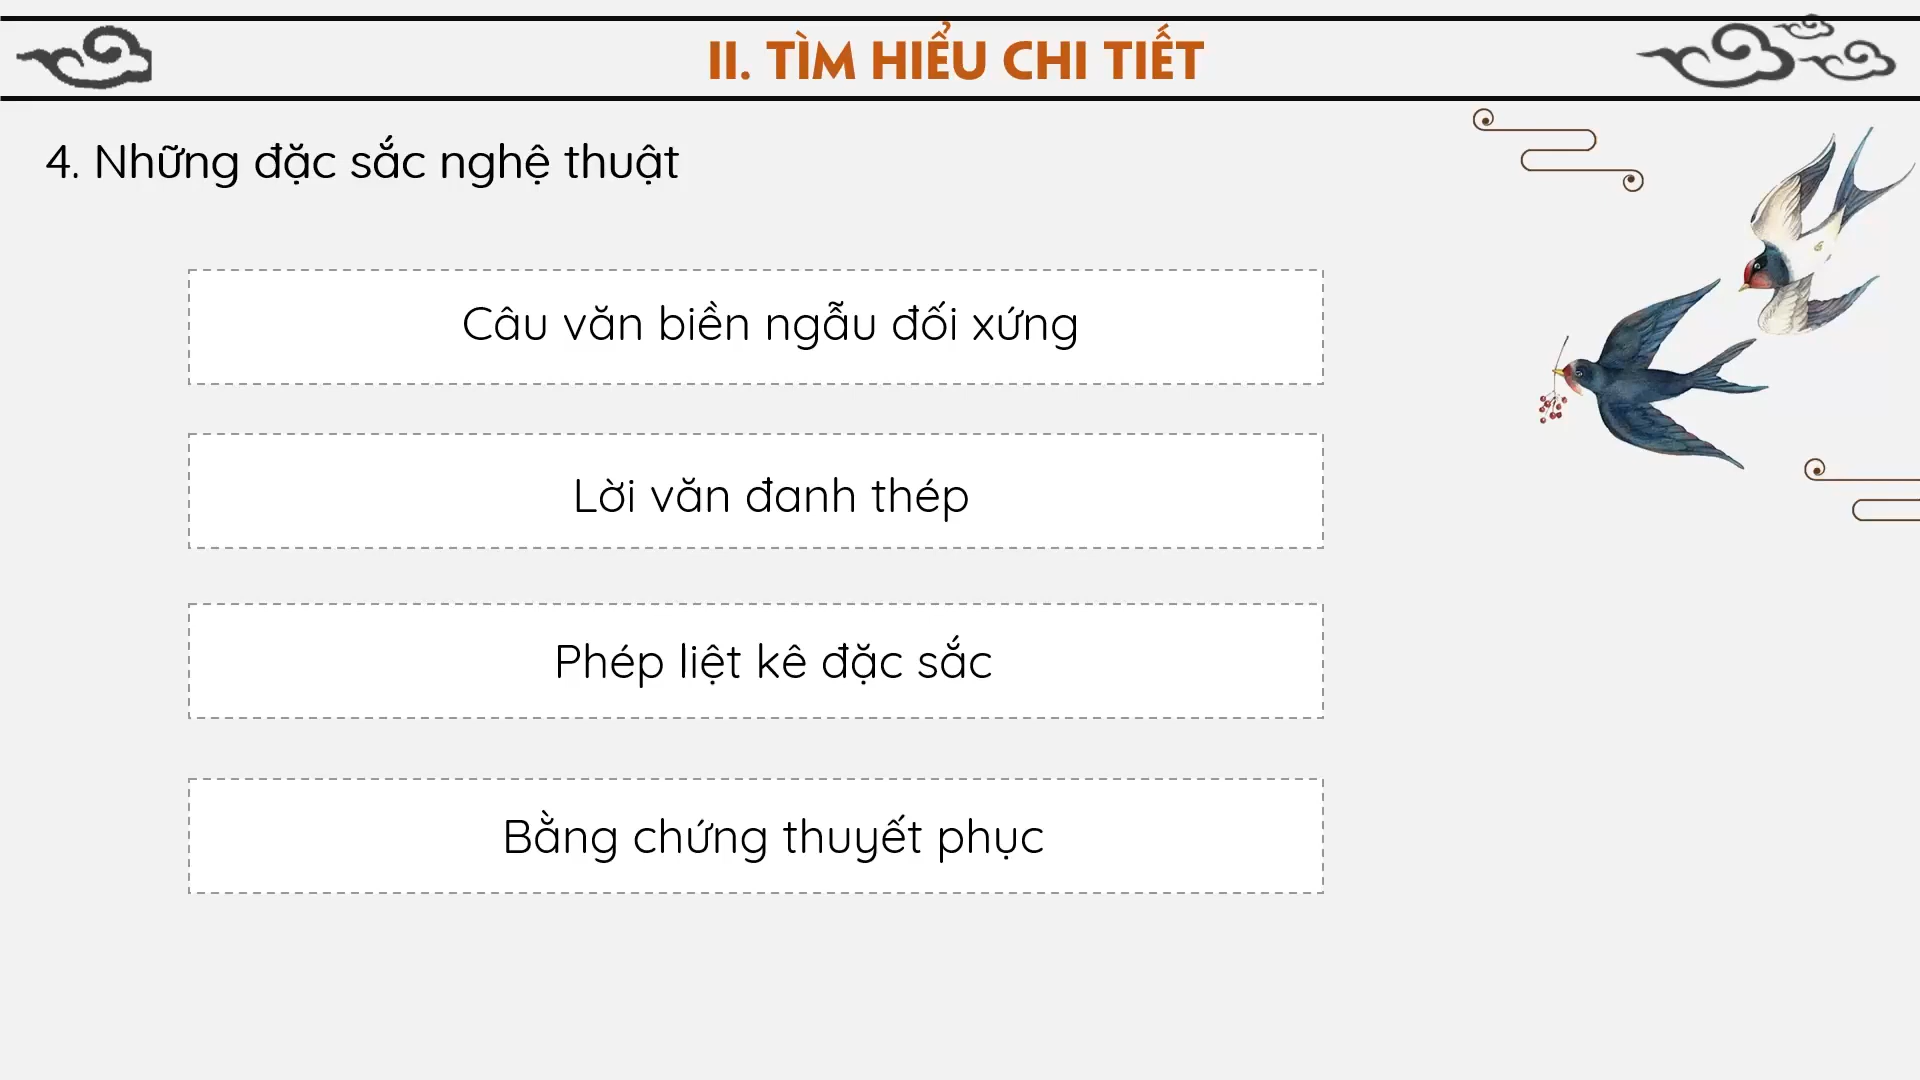 II. TÌM HIỂU CHI TIẾT
4. Những đặc sắc nghệ thuật
Câu văn biền ngẫu đối xứng
Lời văn đanh thép
Phép liệt kê đặc sắc
Bằng chứng thuyết phục